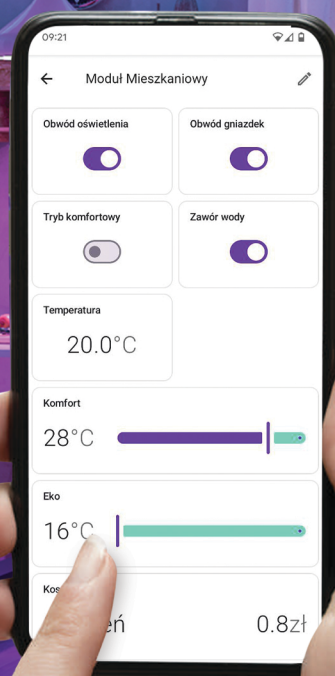 09:21
Moduł Mieszkaniowy
Obwód oświetlenia
Obwód gniazdek
Tryb komfortowy
Zawór wody
Temperatura
20.0°C
Komfort
28°C
Eko
16°C
0.8zł